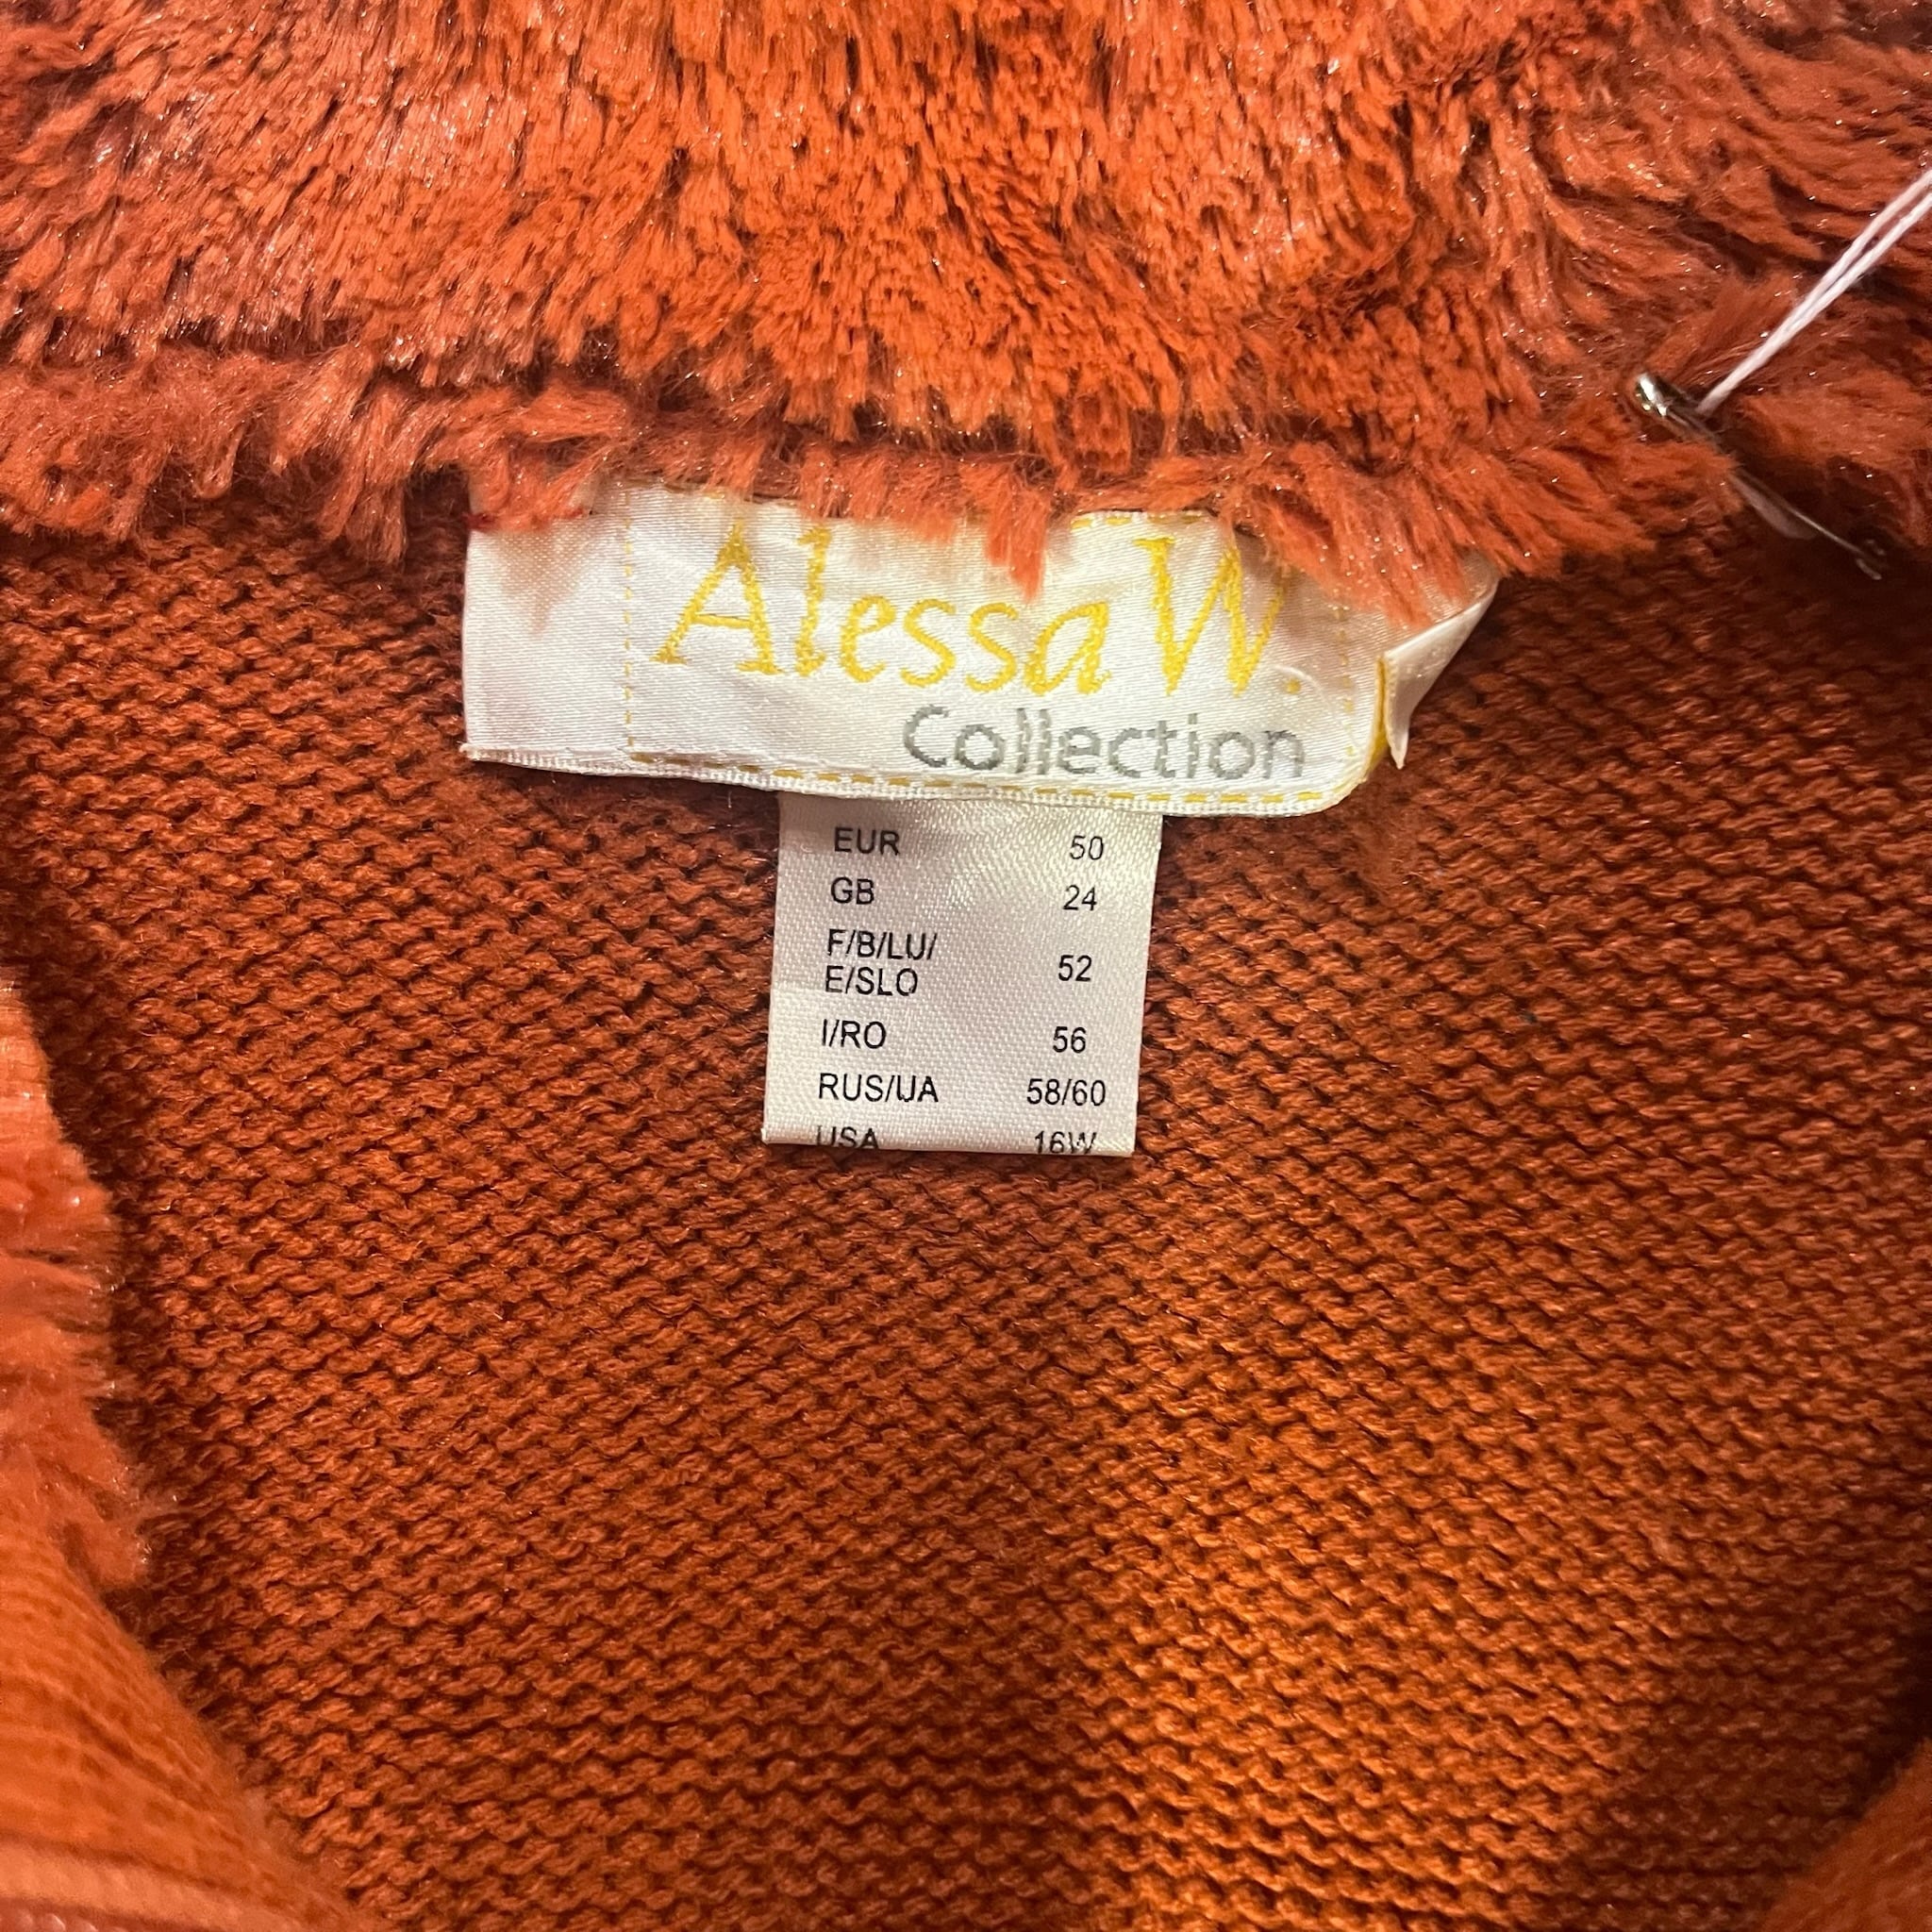 Alessa W.
Collection
EUR 50
GB 24
F/B/LU/
E/SLO 52
I/RO 56
RUS/UA 58/60
USA 16W